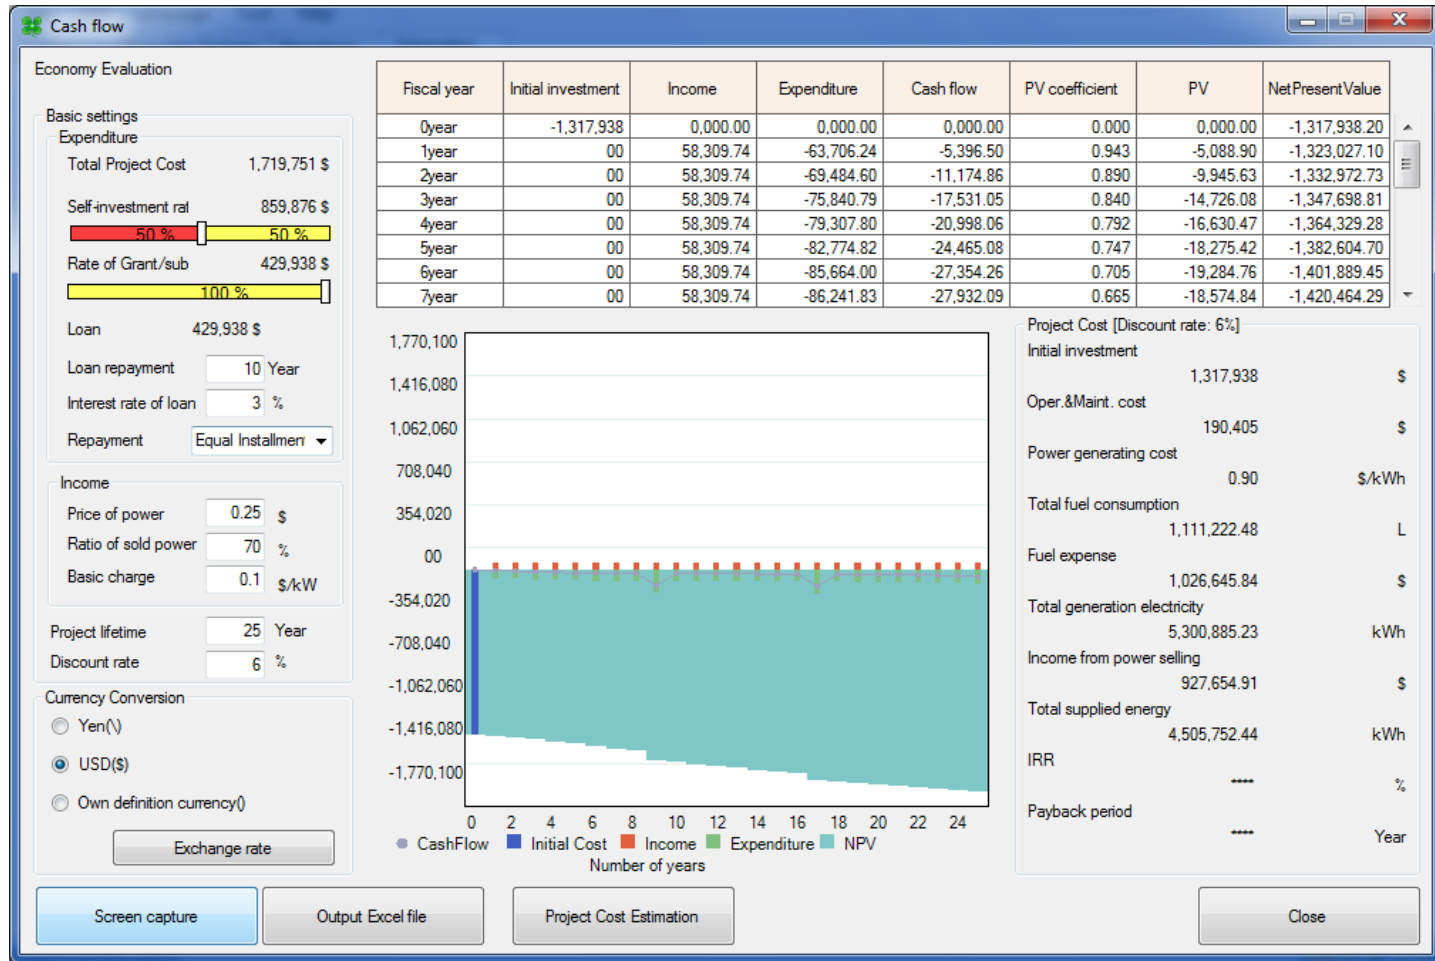 Cash flow
Economy Evaluation
Basic settings
Expenditure
Total Project Cost 1,719,751 $
Self-investment rat 859,876 $
50 % 50 %
Rate of Grant/sub 429,938 $
100 %
Loan 429,938 $
Loan repayment 10 Year
Interest rate of loan 3 %
Repayment Equal Installmen
Income
Price of power 0.25 $
Ratio of sold power 70 %
Basic charge 0.1 $/kW
Project lifetime 25 Year
Discount rate 6 %
Currency Conversion
Yen(\)
USD($)
Own definition currency()
Exchange rate
Fiscal year Initial investment Income Expenditure Cash flow PV coefficient PV NetPresentValue
0year -1,317,938 0,000.00 0,000.00 0,000.00 0.000 0,000.00 -1,317,938.20
1year 00 58,309.74 -63,706.24 -5,396.50 0.943 -5,088.90 -1,323,027.10
2year 00 58,309.74 -69,484.60 -11,174.86 0.890 -9,945.63 -1,332,972.73
3year 00 58,309.74 -75,840.79 -17,531.05 0.840 -14,726.08 -1,347,698.81
4year 00 58,309.74 -79,307.80 -20,998.06 0.792 -16,630.47 -1,364,329.28
5year 00 58,309.74 -82,774.82 -24,465.08 0.747 -18,275.42 -1,382,604.70
6year 00 58,309.74 -85,664.00 -27,354.26 0.705 -19,284.76 -1,401,889.45
7year 00 58,309.74 -86,241.83 -27,932.09 0.665 -18,574.84 -1,420,464.29
1,770,100
1,416,080
1,062,060
708,040
354,020
00
-354,020
-708,040
-1,062,060
-1,416,080
-1,770,100
0 2 4 6 8 10 12 14 16 18 20 22 24
CashFlow Initial Cost Income Expenditure NPV
Number of years
Project Cost [Discount rate: 6%]
Initial investment
1,317,938 $
Oper.&Maint. cost
190,405 $
Power generating cost
0.90 $/kWh
Total fuel consumption
1,111,222.48 L
Fuel expense
1,026,645.84 $
Total generation electricity
5,300,885.23 kWh
Income from power selling
927,654.91 $
Total supplied energy
4,505,752.44 kWh
IRR
**** %
Payback period
**** Year
Screen capture Output Excel file Project Cost Estimation Close